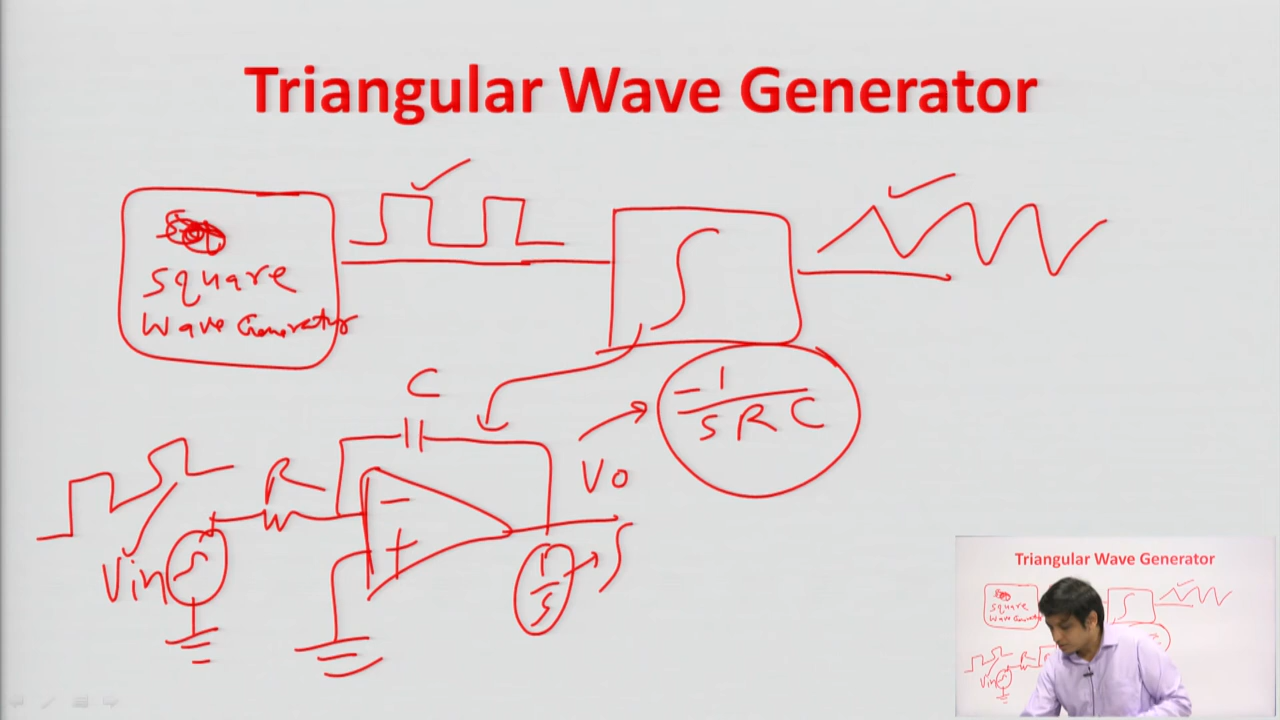 Triangular Wave Generator
square
wave Generator
C
-1
SRC
R
Vo
-
+
Vin
1
S
∫
Triangular Wave Generator
square
wave Generator
R
Vin